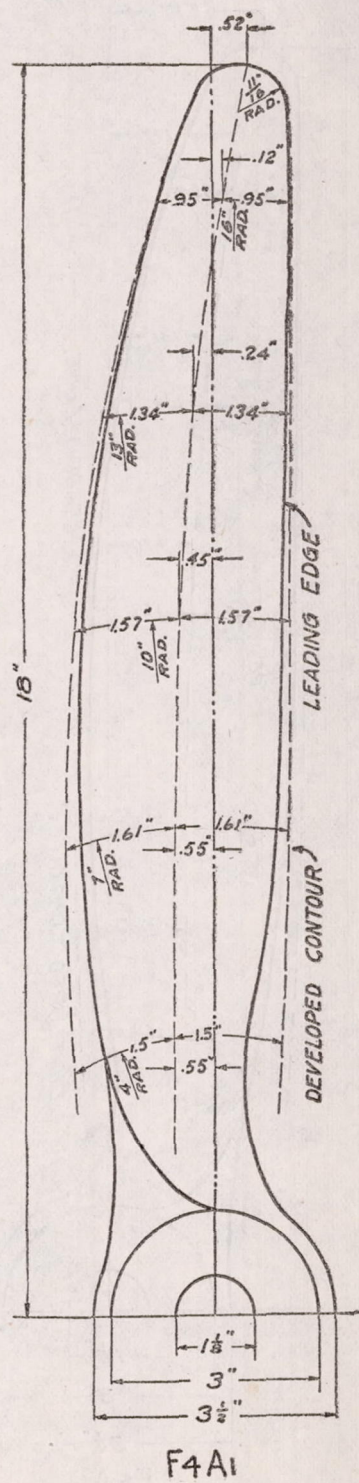 .52"
11"
16
RAD.
.12"
.95" .95"
16"
RAD.
.24"
1.34" 1.34"
13"
RAD.
.45"
1.57" 1.57"
10"
RAD.
LEADING EDGE
18"
1.61" 1.61"
.55"
7"
RAD.
DEVELOPED CONTOUR
1.5" 1.5"
.55"
4"
RAD.
1 1/8"
3"
3 1/2"
F4A1